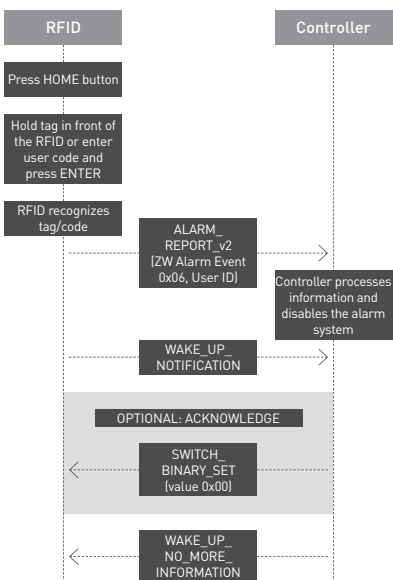 RFID
Controller
Press HOME button
Hold tag in front of
the RFID or enter
user code and
press ENTER
RFID recognizes
tag/code
ALARM_
REPORT_v2
(ZW Alarm Event
0x06, User ID)
Controller processes
information and
disables the alarm
system
WAKE_UP_
NOTIFICATION
OPTIONAL: ACKNOWLEDGE
SWITCH_
BINARY_SET
(value 0x00)
WAKE_UP_
NO_MORE_
INFORMATION